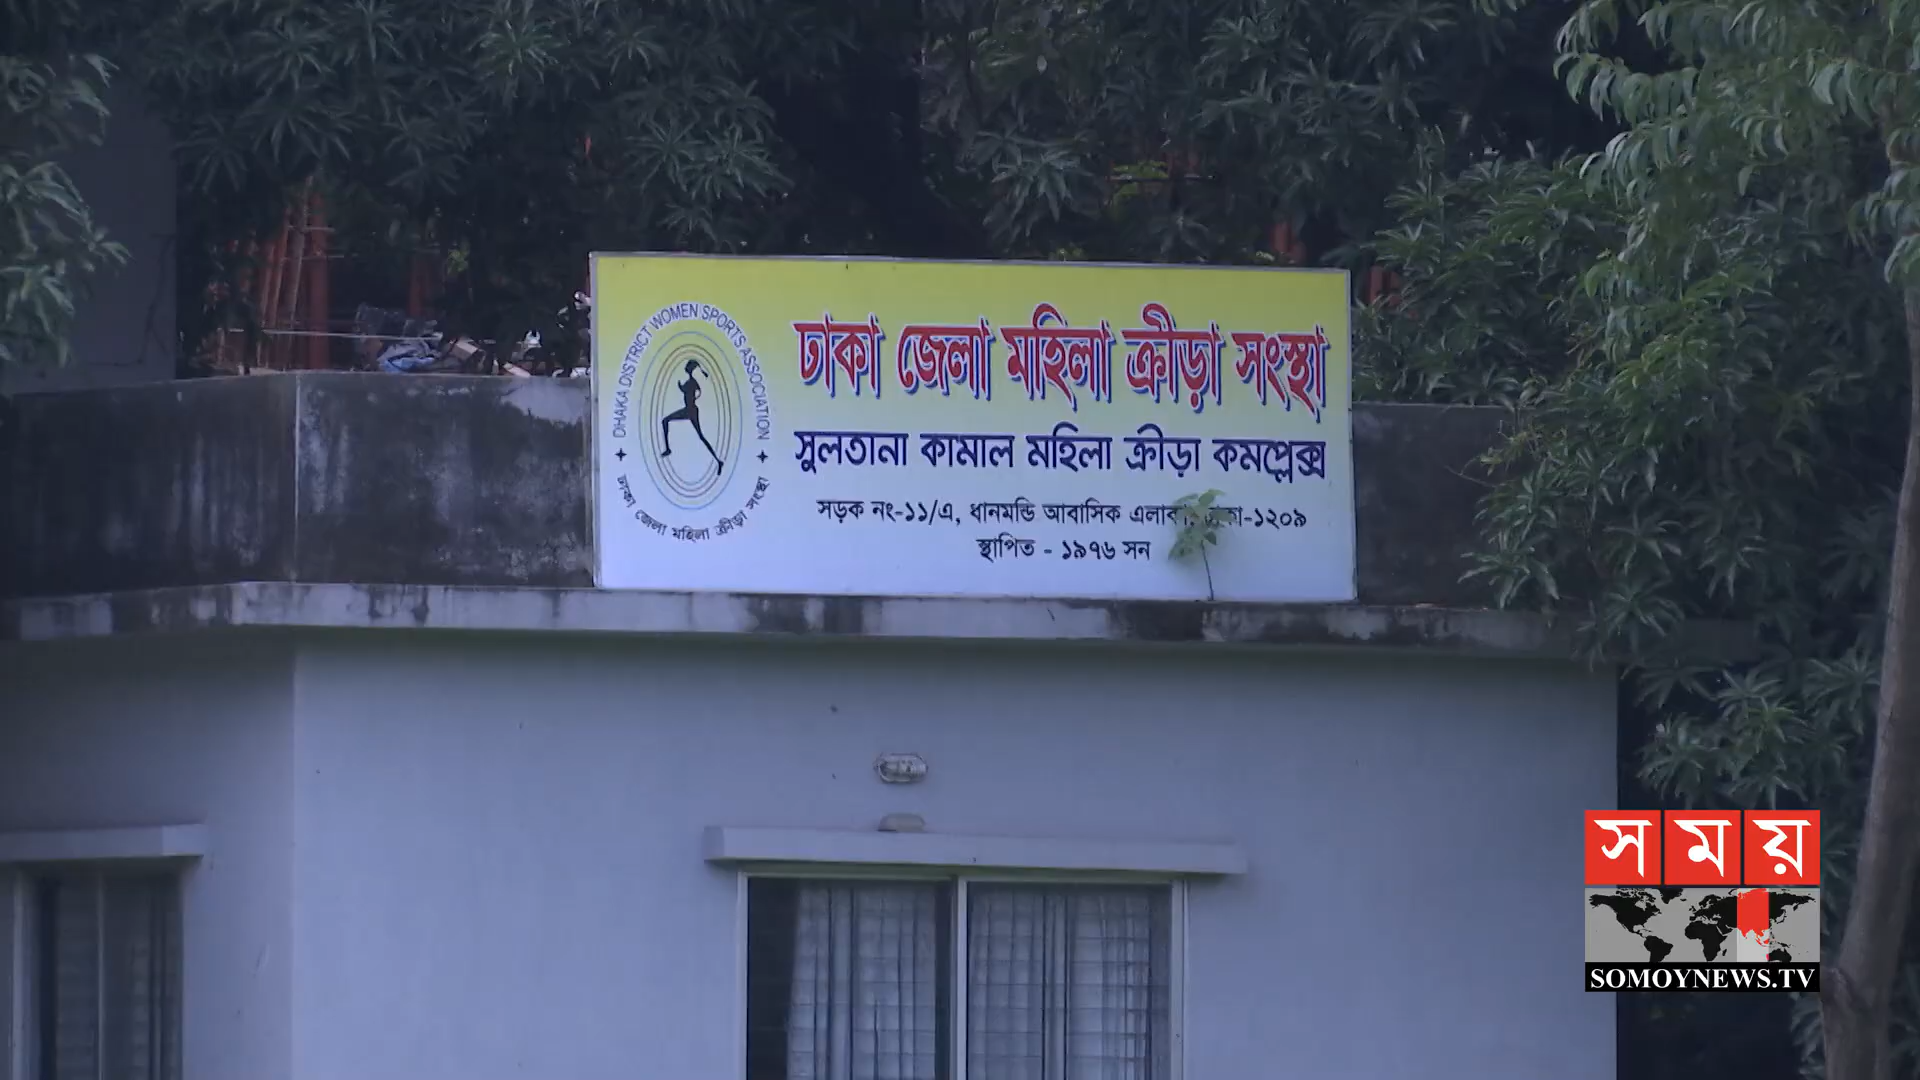 ঢাকা জেলা মহিলা ক্রীড়া সংস্থা
সুলতানা কামাল মহিলা ক্রীড়া কমপ্লেক্স
সড়ক নং-১১/এ, ধানমন্ডি আবাসিক এলাকা, ঢাকা-১২০৯
স্থাপিত - ১৯৭৬ সন
DHAKA DISTRICT WOMEN SPORTS ASSOCIATION
ঢাকা জেলা মহিলা ক্রীড়া সংস্থা
সময়
SOMOYNEWS.TV